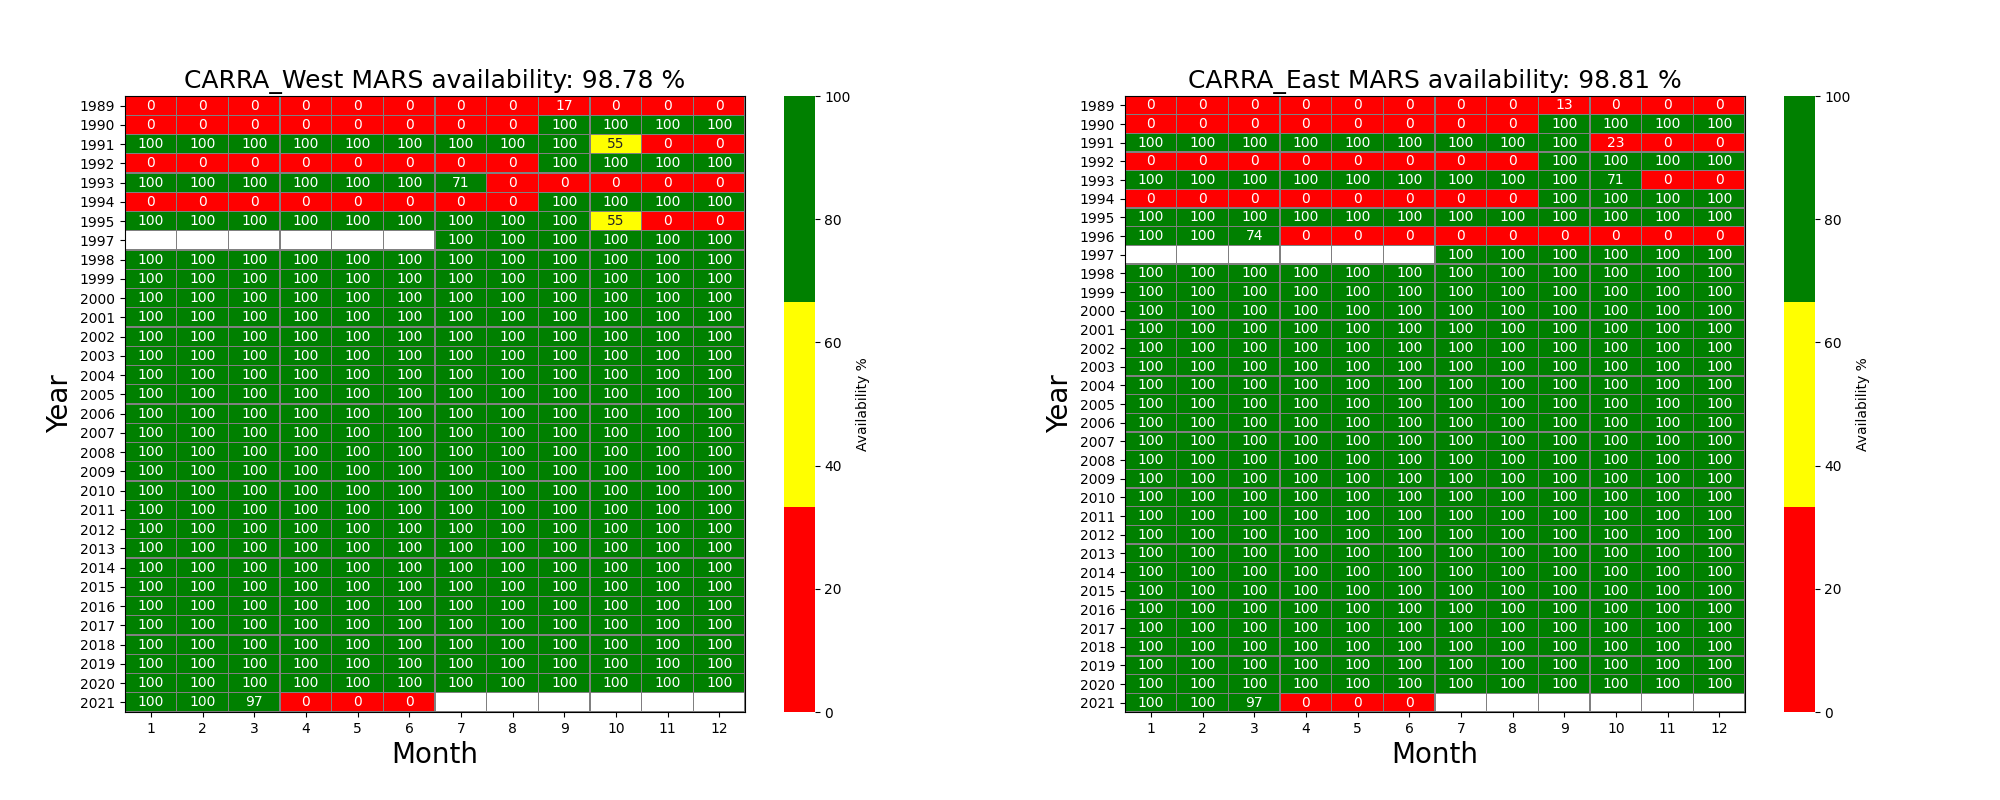 CARRA_West MARS availability: 98.78 %
1989 0 0 0 0 0 0 0 0 17 0 0 0
1990 0 0 0 0 0 0 0 0 100 100 100 100
1991 100 100 100 100 100 100 100 100 100 55 0 0
1992 0 0 0 0 0 0 0 0 100 100 100 100
1993 100 100 100 100 100 100 71 0 0 0 0 0
1994 0 0 0 0 0 0 0 0 100 100 100 100
1995 100 100 100 100 100 100 100 100 100 55 0 0
1997 100 100 100 100 100 100
1998 100 100 100 100 100 100 100 100 100 100 100 100
1999 100 100 100 100 100 100 100 100 100 100 100 100
2000 100 100 100 100 100 100 100 100 100 100 100 100
2001 100 100 100 100 100 100 100 100 100 100 100 100
2002 100 100 100 100 100 100 100 100 100 100 100 100
2003 100 100 100 100 100 100 100 100 100 100 100 100
2004 100 100 100 100 100 100 100 100 100 100 100 100
2005 100 100 100 100 100 100 100 100 100 100 100 100
2006 100 100 100 100 100 100 100 100 100 100 100 100
2007 100 100 100 100 100 100 100 100 100 100 100 100
2008 100 100 100 100 100 100 100 100 100 100 100 100
2009 100 100 100 100 100 100 100 100 100 100 100 100
2010 100 100 100 100 100 100 100 100 100 100 100 100
2011 100 100 100 100 100 100 100 100 100 100 100 100
2012 100 100 100 100 100 100 100 100 100 100 100 100
2013 100 100 100 100 100 100 100 100 100 100 100 100
2014 100 100 100 100 100 100 100 100 100 100 100 100
2015 100 100 100 100 100 100 100 100 100 100 100 100
2016 100 100 100 100 100 100 100 100 100 100 100 100
2017 100 100 100 100 100 100 100 100 100 100 100 100
2018 100 100 100 100 100 100 100 100 100 100 100 100
2019 100 100 100 100 100 100 100 100 100 100 100 100
2020 100 100 100 100 100 100 100 100 100 100 100 100
2021 100 100 97 0 0 0
1 2 3 4 5 6 7 8 9 10 11 12
Month
Year
100
80
60
40
20
0
Availability %
CARRA_East MARS availability: 98.81 %
1989 0 0 0 0 0 0 0 0 13 0 0 0
1990 0 0 0 0 0 0 0 0 100 100 100 100
1991 100 100 100 100 100 100 100 100 100 23 0 0
1992 0 0 0 0 0 0 0 0 100 100 100 100
1993 100 100 100 100 100 100 100 100 100 71 0 0
1994 0 0 0 0 0 0 0 0 100 100 100 100
1995 100 100 100 100 100 100 100 100 100 100 100 100
1996 100 100 74 0 0 0 0 0 0 0 0 0
1997 100 100 100 100 100 100
1998 100 100 100 100 100 100 100 100 100 100 100 100
1999 100 100 100 100 100 100 100 100 100 100 100 100
2000 100 100 100 100 100 100 100 100 100 100 100 100
2001 100 100 100 100 100 100 100 100 100 100 100 100
2002 100 100 100 100 100 100 100 100 100 100 100 100
2003 100 100 100 100 100 100 100 100 100 100 100 100
2004 100 100 100 100 100 100 100 100 100 100 100 100
2005 100 100 100 100 100 100 100 100 100 100 100 100
2006 100 100 100 100 100 100 100 100 100 100 100 100
2007 100 100 100 100 100 100 100 100 100 100 100 100
2008 100 100 100 100 100 100 100 100 100 100 100 100
2009 100 100 100 100 100 100 100 100 100 100 100 100
2010 100 100 100 100 100 100 100 100 100 100 100 100
2011 100 100 100 100 100 100 100 100 100 100 100 100
2012 100 100 100 100 100 100 100 100 100 100 100 100
2013 100 100 100 100 100 100 100 100 100 100 100 100
2014 100 100 100 100 100 100 100 100 100 100 100 100
2015 100 100 100 100 100 100 100 100 100 100 100 100
2016 100 100 100 100 100 100 100 100 100 100 100 100
2017 100 100 100 100 100 100 100 100 100 100 100 100
2018 100 100 100 100 100 100 100 100 100 100 100 100
2019 100 100 100 100 100 100 100 100 100 100 100 100
2020 100 100 100 100 100 100 100 100 100 100 100 100
2021 100 100 97 0 0 0
1 2 3 4 5 6 7 8 9 10 11 12
Month
Year
100
80
60
40
20
0
Availability %